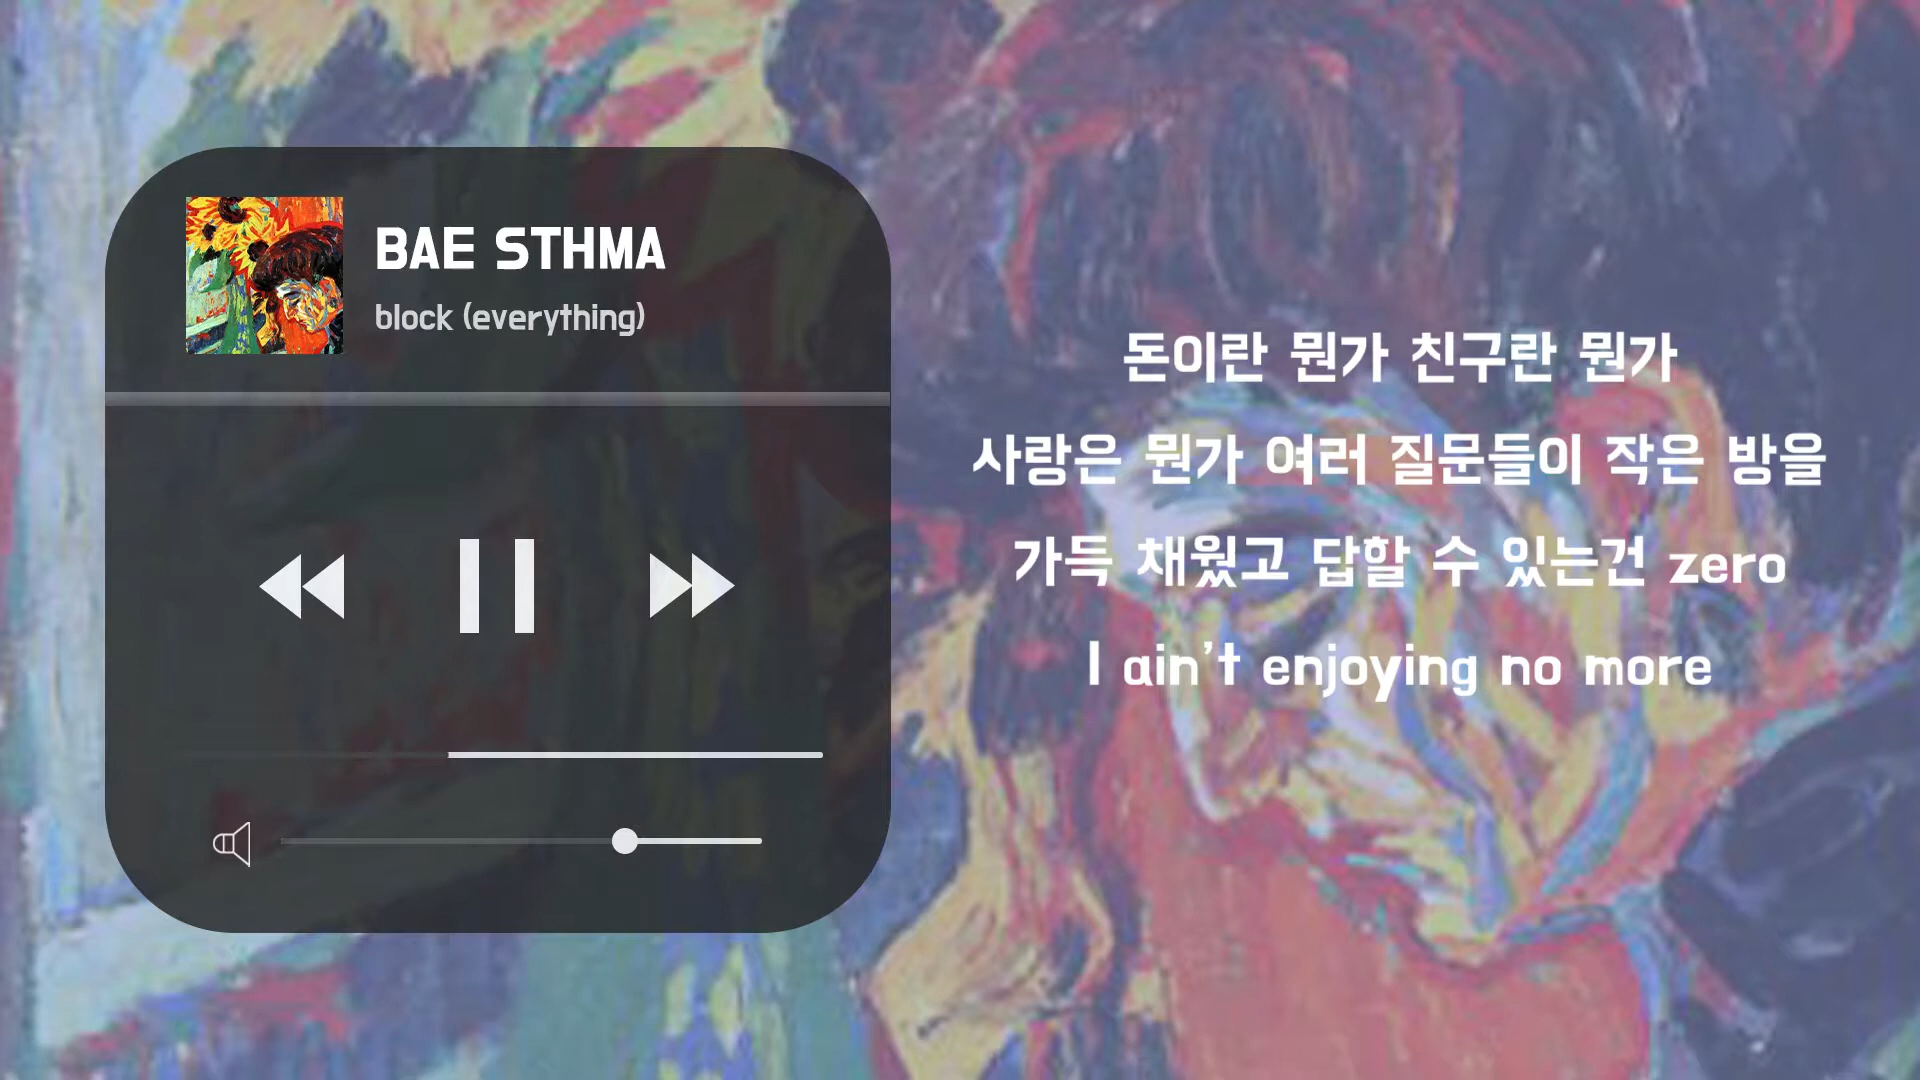 BAE STHMA
block (everything)
돈이란 뭔가 친구란 뭔가
사랑은 뭔가 여러 질문들이 작은 방을
가득 채웠고 답할 수 있는건 zero
I ain't enjoying no more